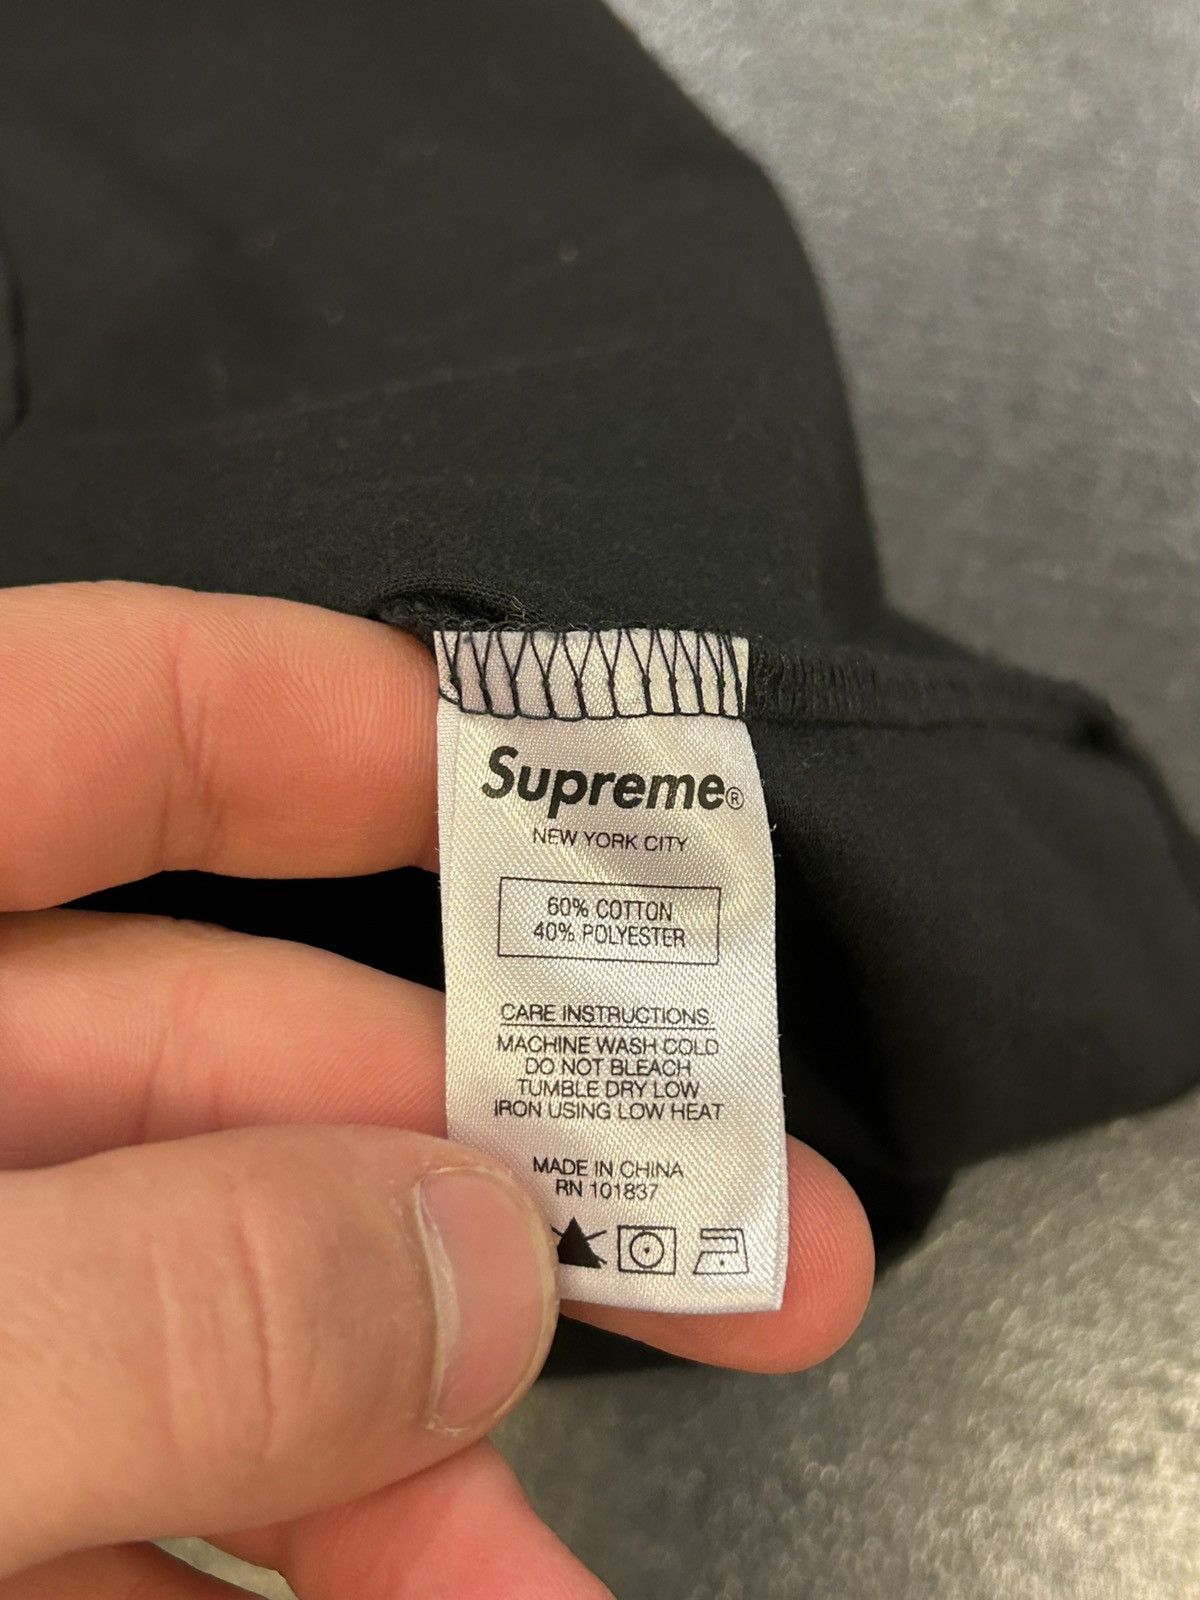 Supreme®
NEW YORK CITY
60% COTTON
40% POLYESTER
CARE INSTRUCTIONS.
MACHINE WASH COLD
DO NOT BLEACH
TUMBLE DRY LOW
IRON USING LOW HEAT
MADE IN CHINA
RN 101837